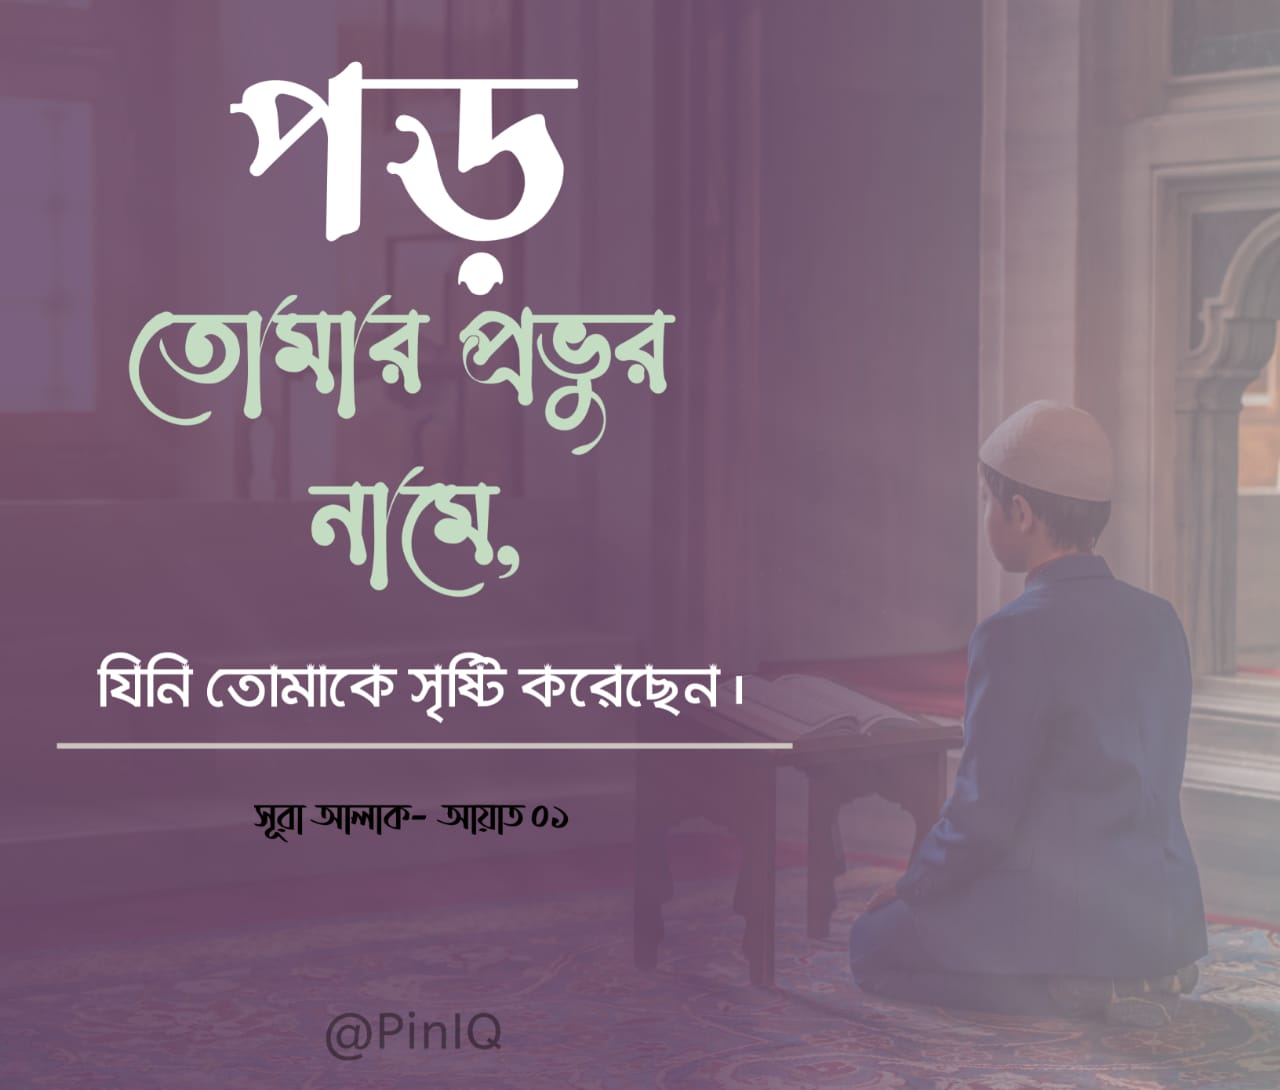 পড়
তোমার প্রভুর
নামে,
যিনি তোমাকে সৃষ্টি করেছেন।
সূরা আলাক- আয়াত ০১
@PinIQ